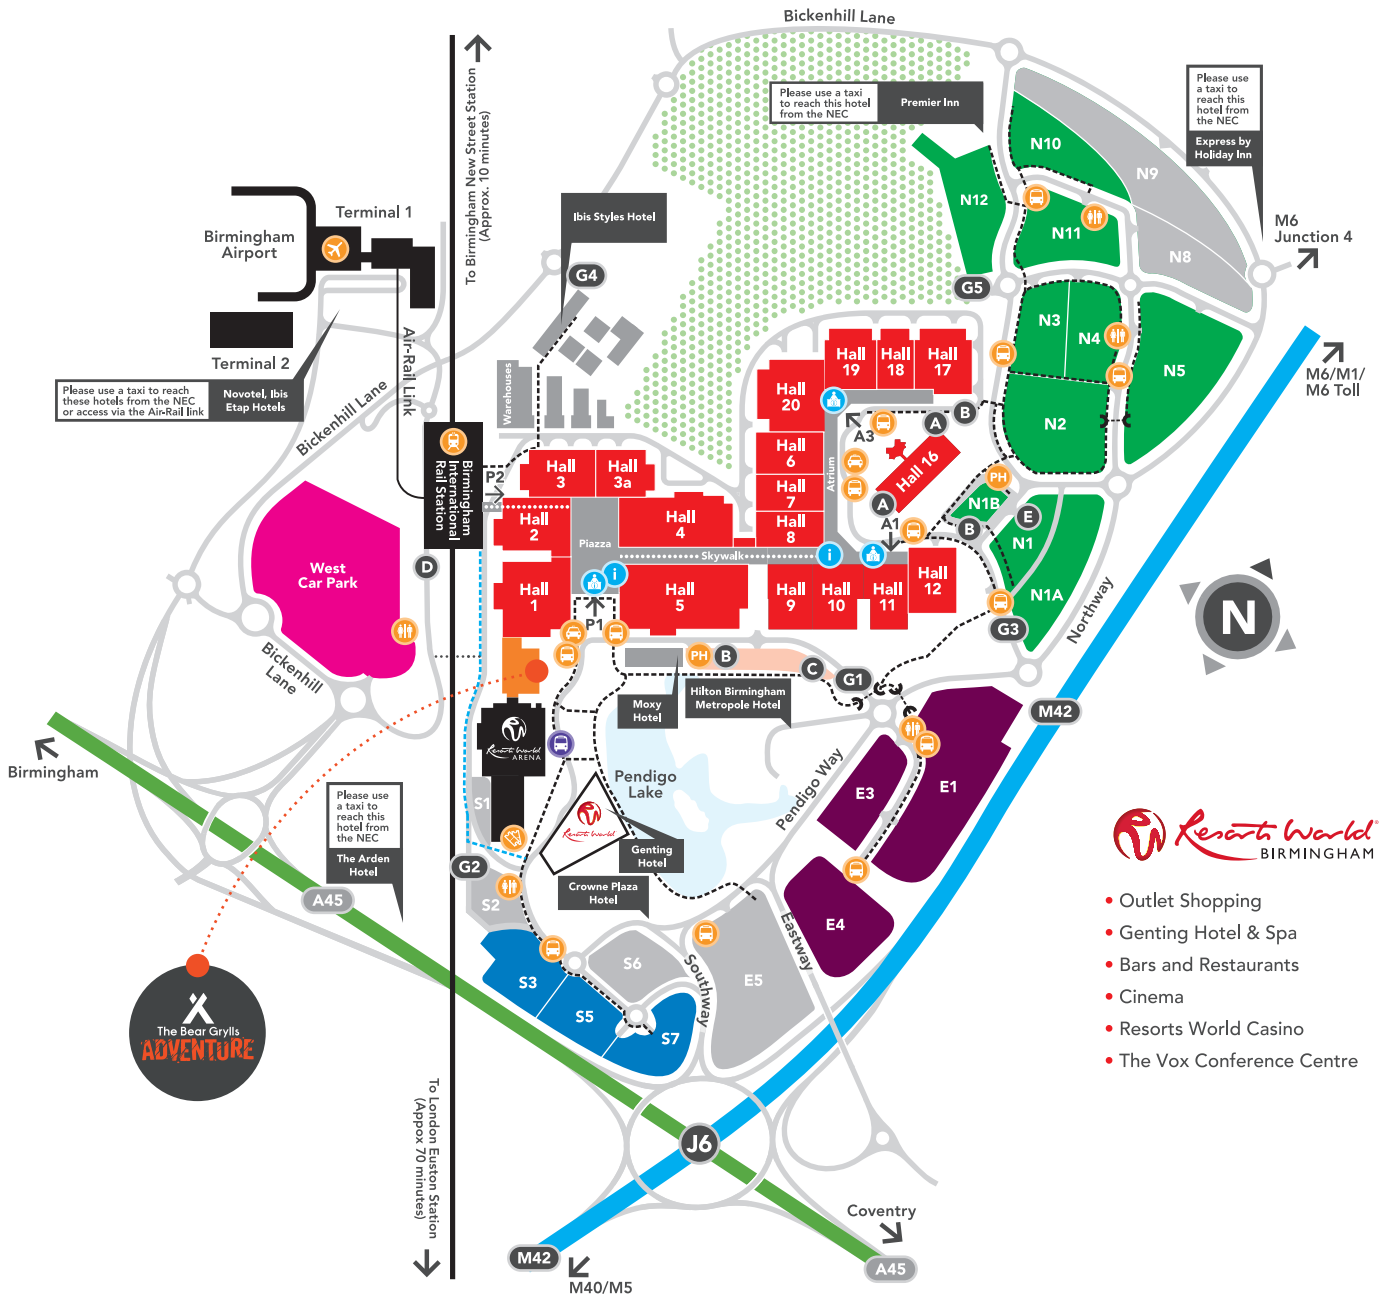 Bickenhill Lane
To Birmingham New Street Station
(Approx. 10 minutes)
Please use a taxi
to reach this hotel
from the NEC
Premier Inn
Please use
a taxi to
reach this
hotel from
the NEC
Express by
Holiday Inn
N10
N9
N12
N11
N8
M6
Junction 4
Terminal 1
Birmingham
Airport
Ibis Styles Hotel
G4
G5
N3
N4
N5
Terminal 2
Air-Rail Link
Please use a taxi to reach
these hotels from the NEC
or access via the Air-Rail link
Novotel, Ibis
Etap Hotels
Bickenhill Lane
Warehouses
Hall
19
Hall
18
Hall
17
Hall
20
M6/M1/
M6 Toll
A3
A
B
N2
Birmingham
International
Rail Station
P2
Hall
3
Hall
3a
Hall
6
Hall
7
Hall
8
Atrium
Hall 16
A
A1
PH
N1B
B
E
N1
N1A
Hall
2
Piazza
Hall
4
Skywalk
i
West
Car Park
D
Hall
1
i
P1
Hall
5
Hall
9
Hall
10
Hall
11
Hall
12
G3
Northway
N
Bickenhill
Lane
PH
B
C
G1
Moxy
Hotel
Hilton Birmingham
Metropole Hotel
M42
Resorts World
ARENA
Birmingham
Pendigo
Lake
Pendigo Way
E3
E1
Please use
a taxi to
reach this
hotel from
the NEC
The Arden
Hotel
S1
Resorts World
Genting
Hotel
G2
Crowne Plaza
Hotel
A45
S2
E4
Eastway
S3
S6
Southway
E5
S5
S7
The Bear Grylls
ADVENTURE
Resorts World
BIRMINGHAM
• Outlet Shopping
• Genting Hotel & Spa
• Bars and Restaurants
• Cinema
• Resorts World Casino
• The Vox Conference Centre
To London Euston Station
(Appox 70 minutes)
J6
Coventry
M42
M40/M5
A45